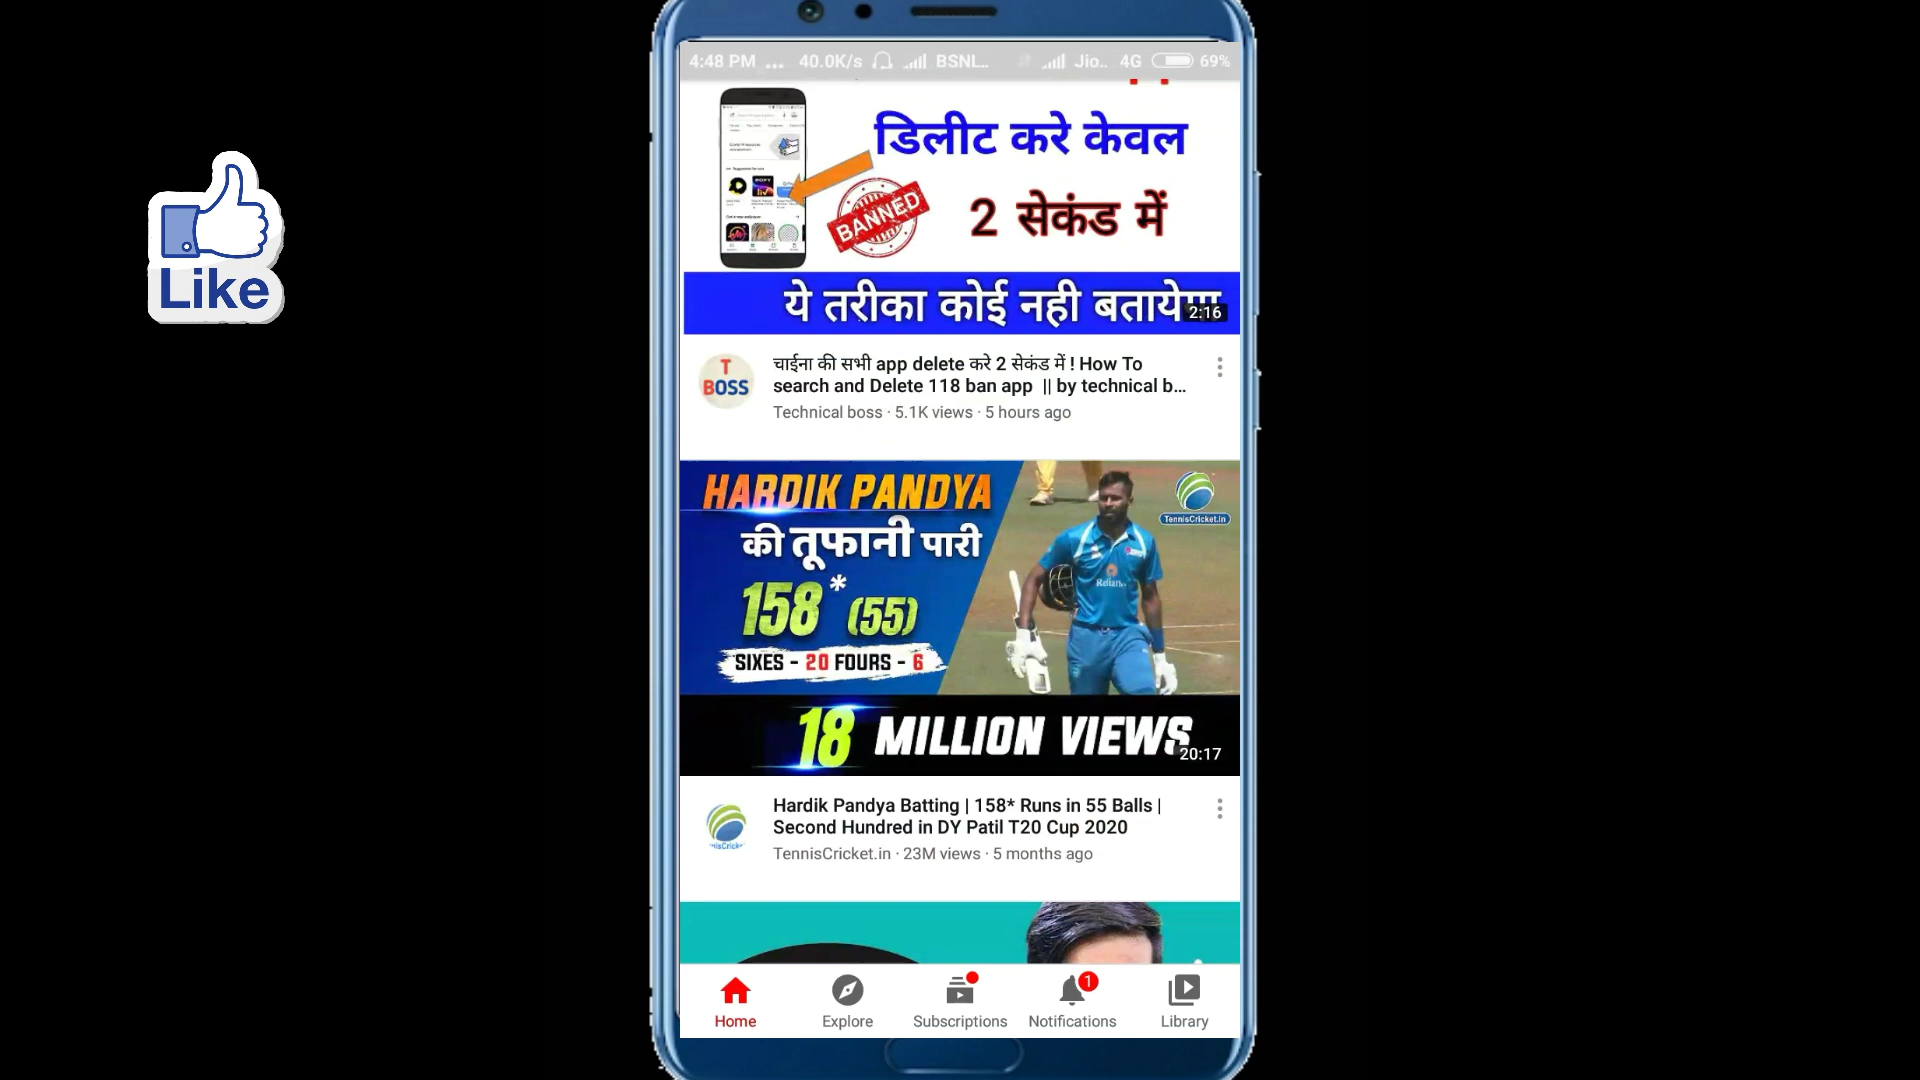 4:48 PM ... 40.0K/s BSNL... Jio... 4G 69%
डिलीट करे केवल
BANNED
2 सेकंड में
Like
ये तरीका कोई नही
2:16
T
BOSS
चाईना की सभी app delete करे 2 सेकंड में ! How To
search and Delete 118 ban app || by technical b...
Technical boss · 5.1K views · 5 hours ago
HARDIK PANDYA
की तूफानी पारी
158* (55)
SIXES - 20 FOURS - 6
TennisCricket.in
Reliance
18 MILLION VIEWS
20:17
Hardik Pandya Batting | 158* Runs in 55 Balls |
Second Hundred in DY Patil T20 Cup 2020
TennisCricket.in · 23M views · 5 months ago
1
Home Explore Subscriptions Notifications Library